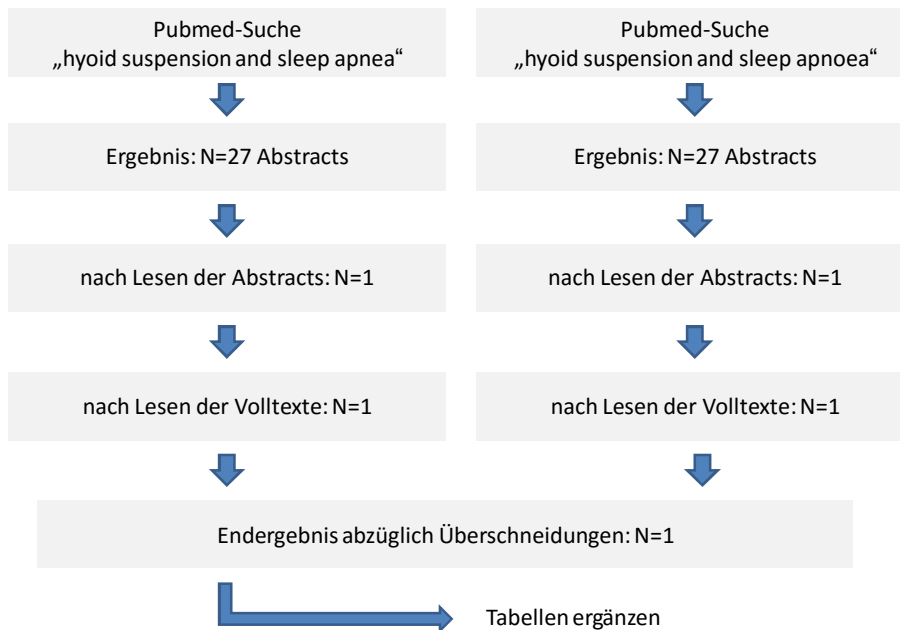 Pubmed-Suche
„hyoid suspension and sleep apnea“
Ergebnis: N=27 Abstracts
nach Lesen der Abstracts: N=1
nach Lesen der Volltexte: N=1
Pubmed-Suche
„hyoid suspension and sleep apnoea“
Ergebnis: N=27 Abstracts
nach Lesen der Abstracts: N=1
nach Lesen der Volltexte: N=1
Endergebnis abzüglich Überschneidungen: N=1
Tabellen ergänzen